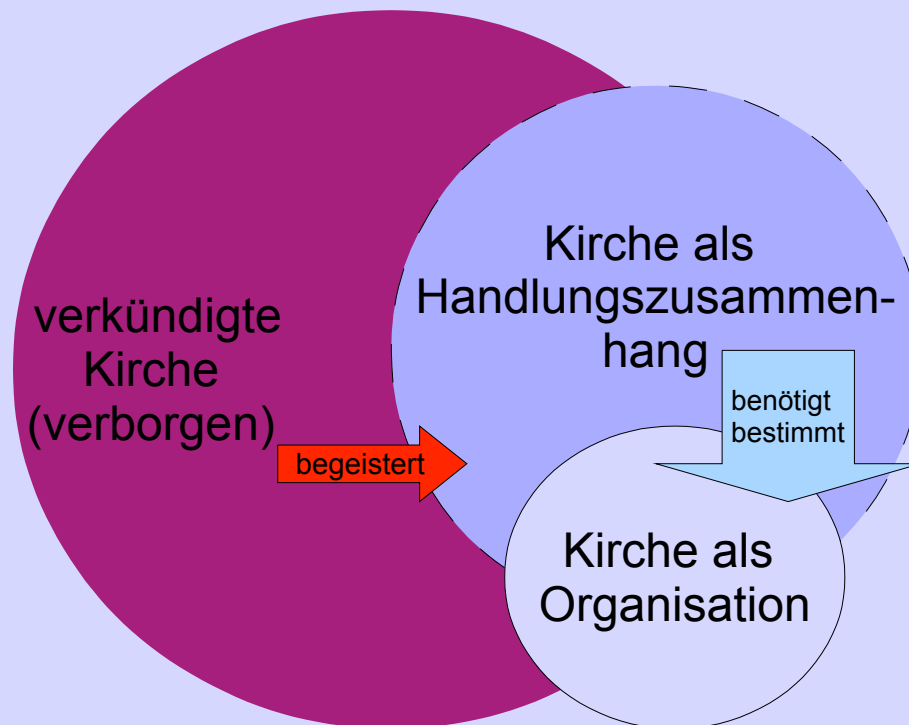 verkündigte
Kirche
(verborgen)
begeistert
Kirche als
Handlungszusammen-
hang
benötigt
bestimmt
Kirche als
Organisation